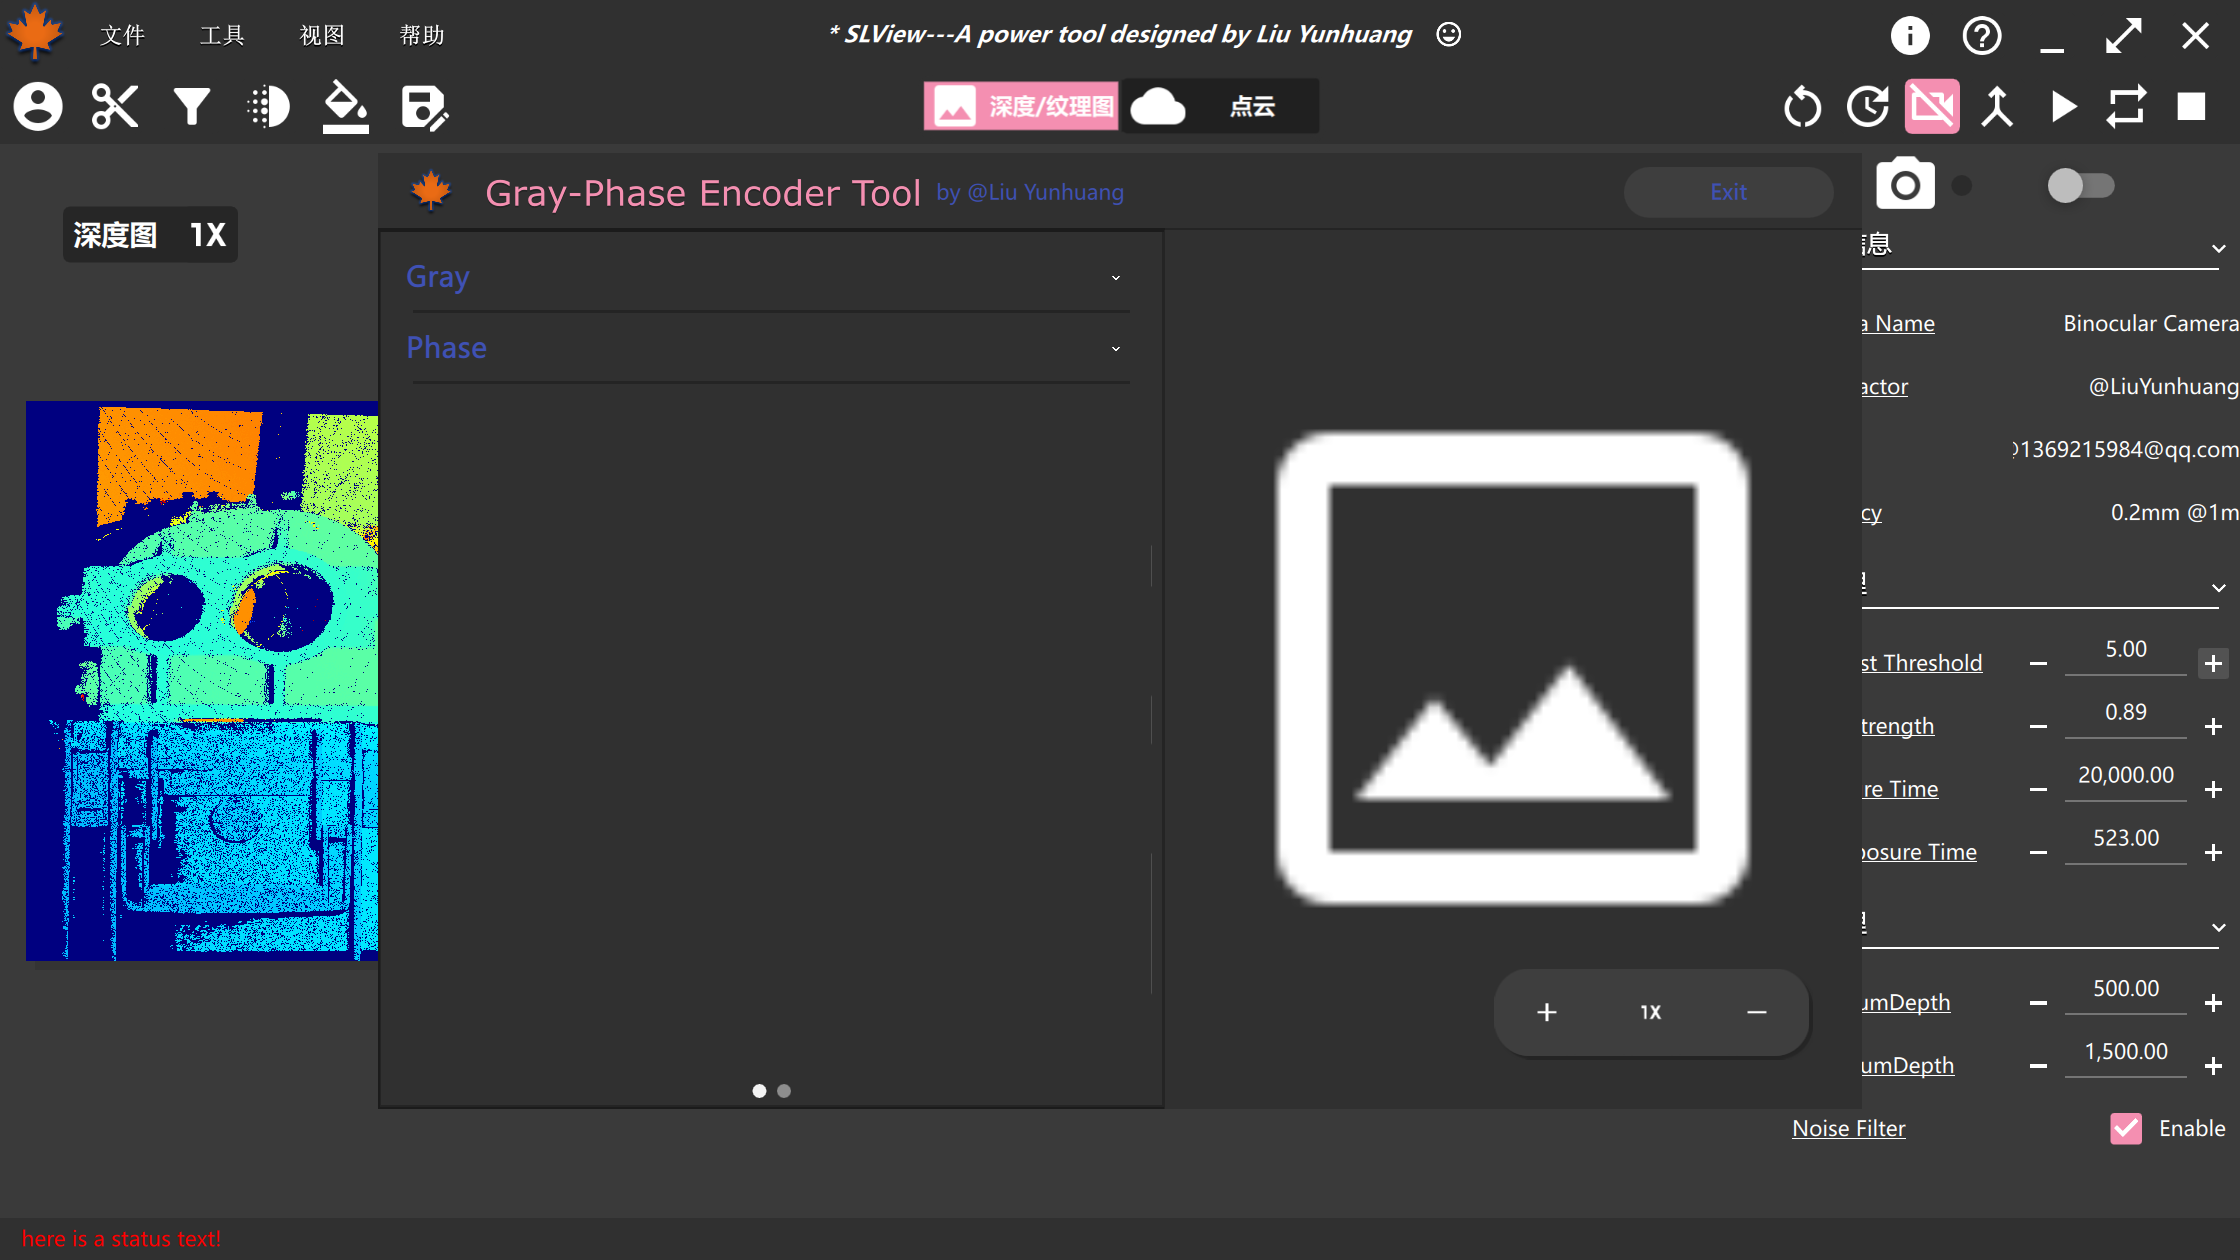 文件 工具 视图 帮助
* SLView---A power tool designed by Liu Yunhuang
深度/纹理图 点云
深度图 1X
Gray-Phase Encoder Tool by @Liu Yunhuang
Exit
Gray
Phase
1X
信息
a Name Binocular Camera
actor @LiuYunhuang
1369215984@qq.com
cy 0.2mm @1m
st Threshold 5.00
trength 0.89
re Time 20,000.00
posure Time 523.00
umDepth 500.00
umDepth 1,500.00
Noise Filter Enable
here is a status text!